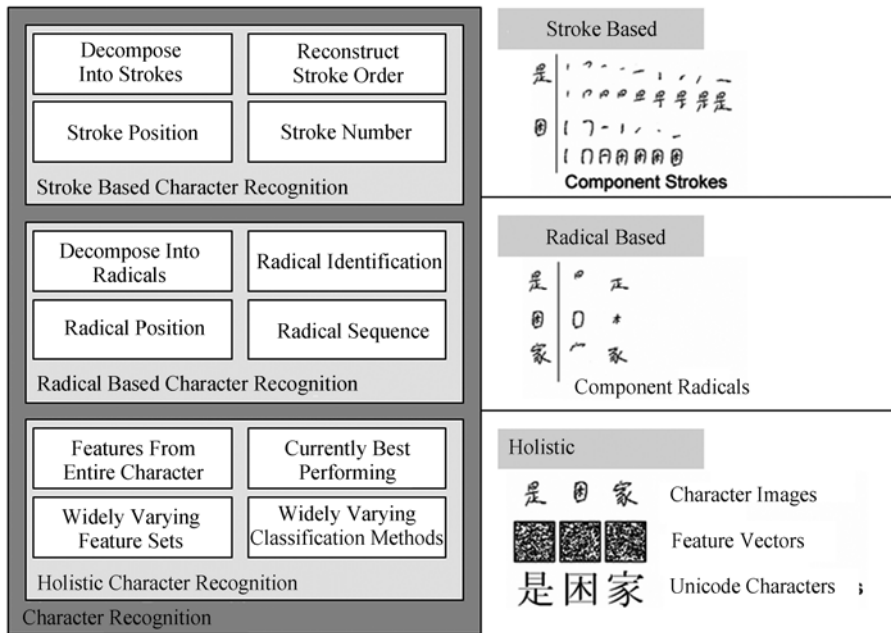 Decompose
Into Strokes
Reconstruct
Stroke Order
Stroke Position
Stroke Number
Stroke Based Character Recognition
Decompose Into
Radicals
Radical Identification
Radical Position
Radical Sequence
Radical Based Character Recognition
Features From
Entire Character
Currently Best
Performing
Widely Varying
Feature Sets
Widely Varying
Classification Methods
Holistic Character Recognition
Character Recognition
Stroke Based
是
困
Component Strokes
Radical Based
是 正
困 木
家 豕
Component Radicals
Holistic
是 困 家 Character Images
Feature Vectors
是困家 Unicode Characters s